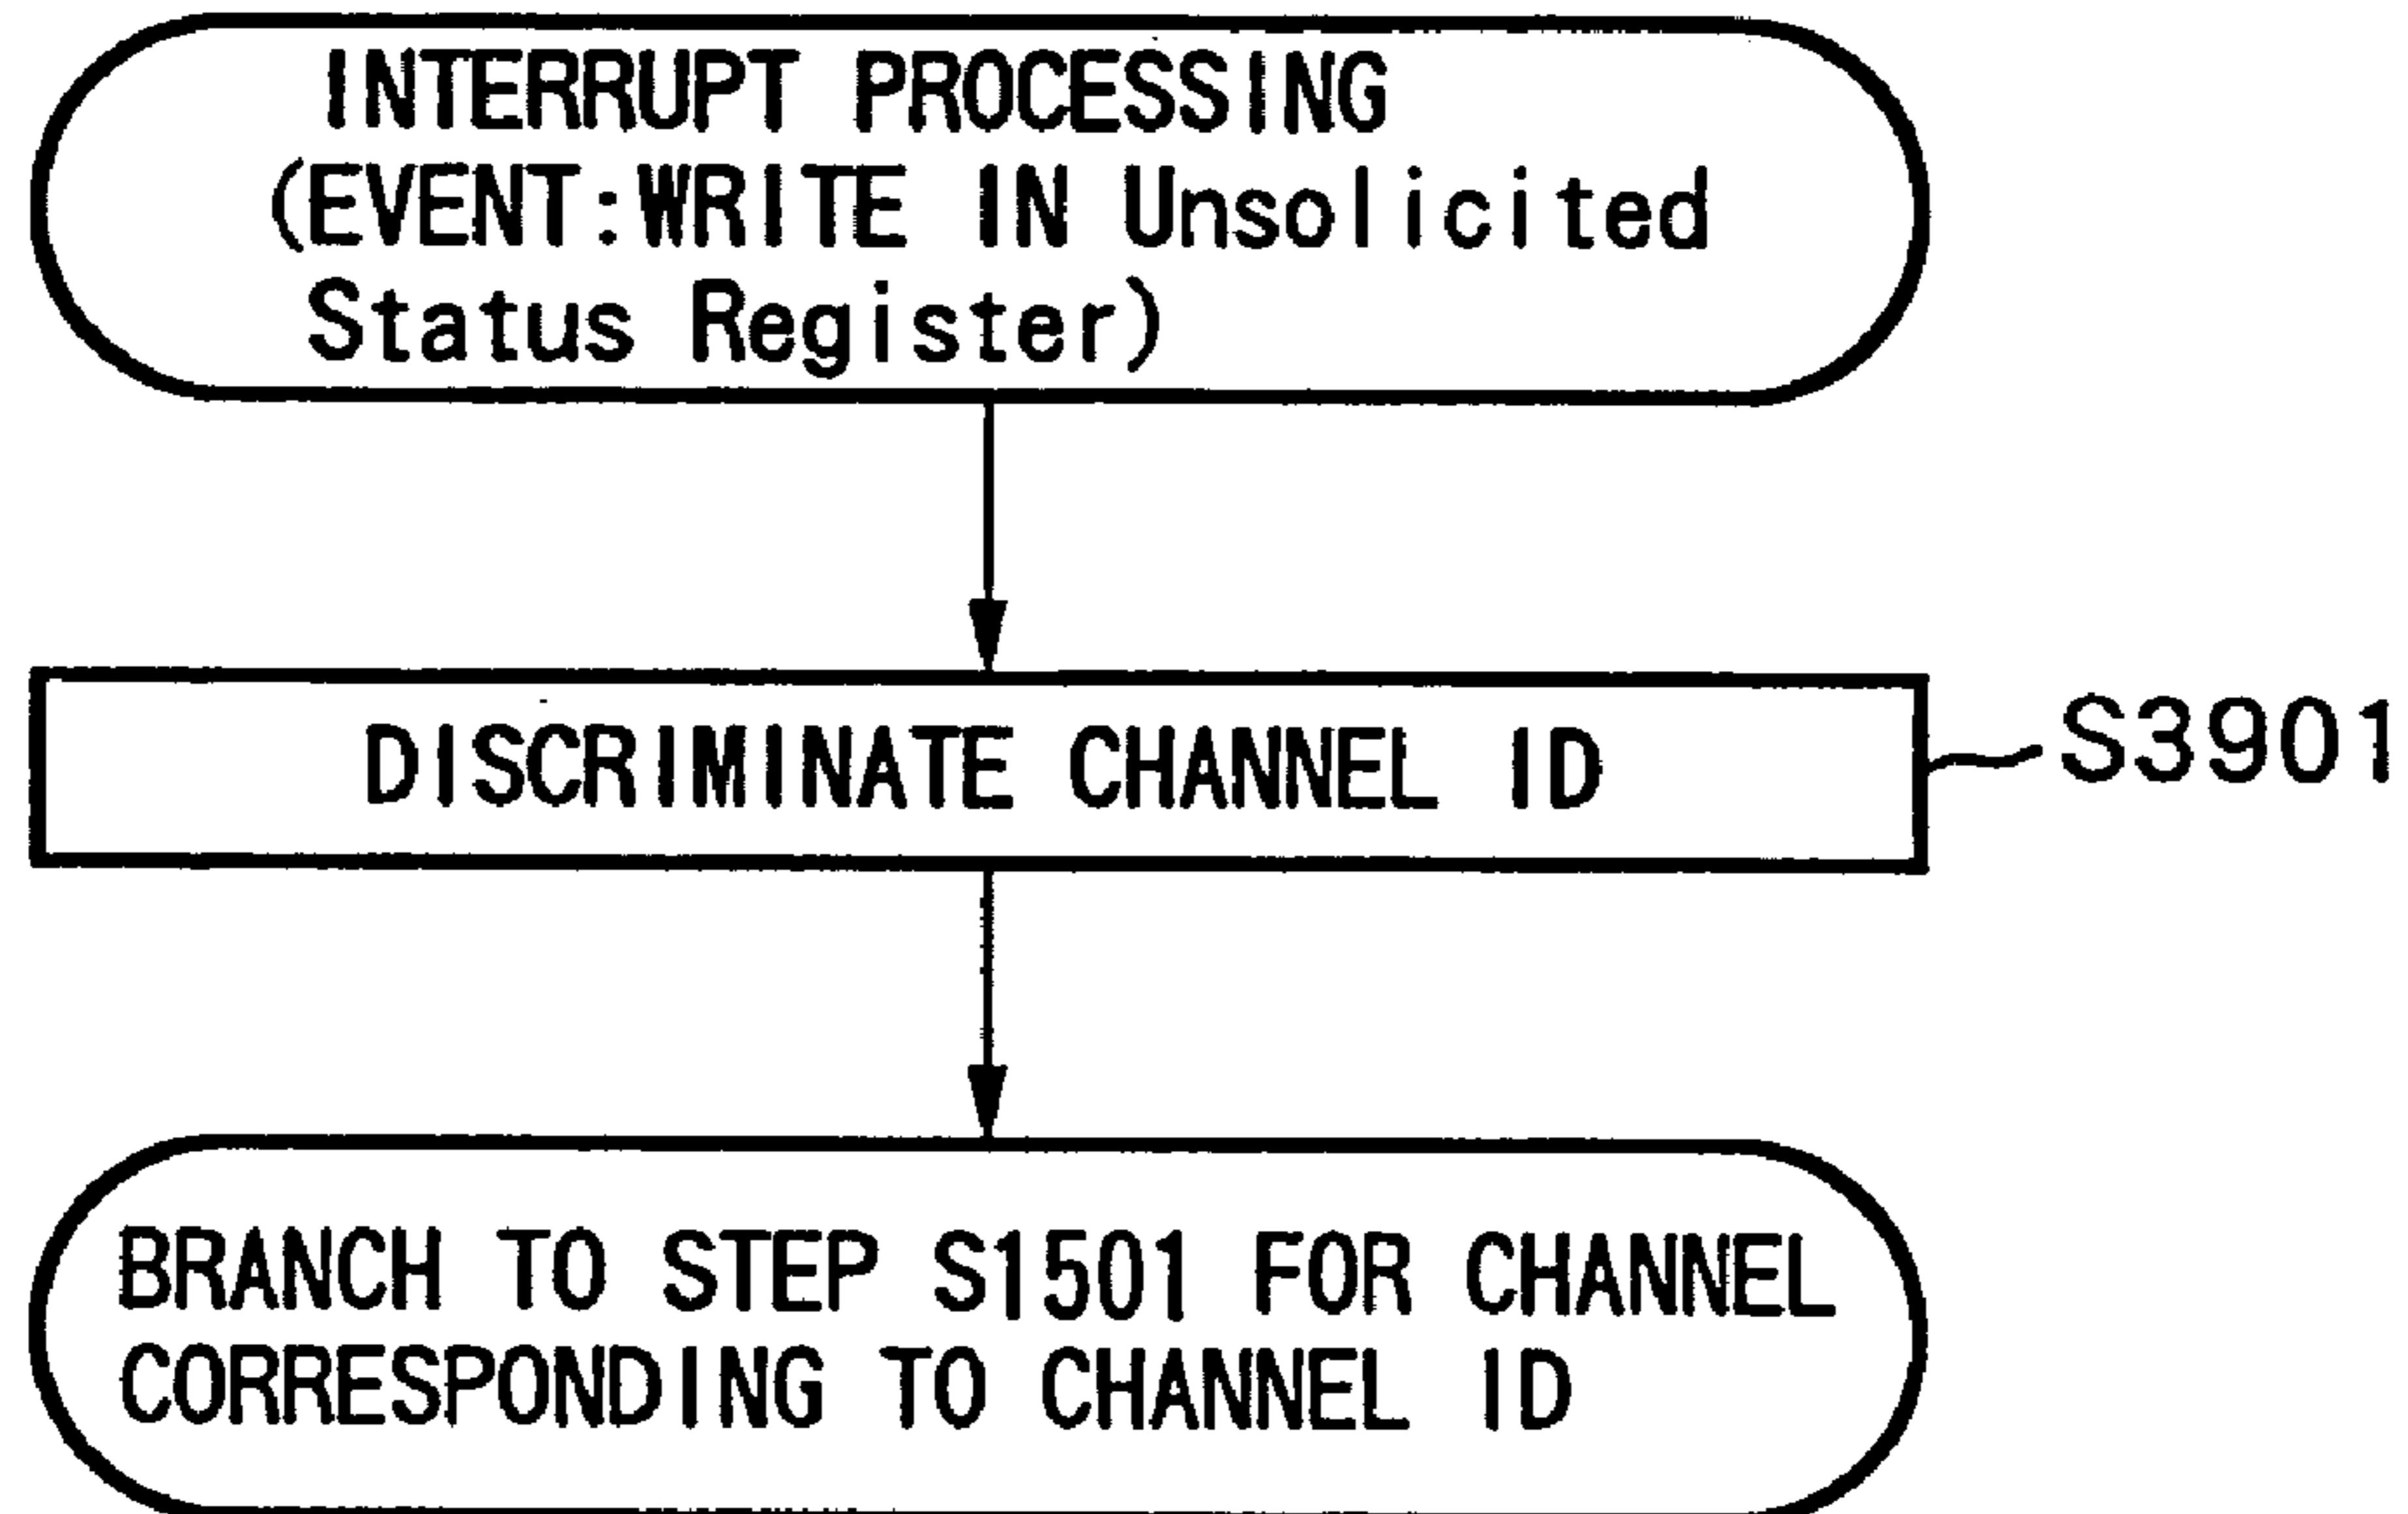 INTERRUPT PROCESSING
(EVENT:WRITE IN Unsolicited
Status Register)
DISCRIMINATE CHANNEL ID
S3901
BRANCH TO STEP S1501 FOR CHANNEL
CORRESPONDING TO CHANNEL ID